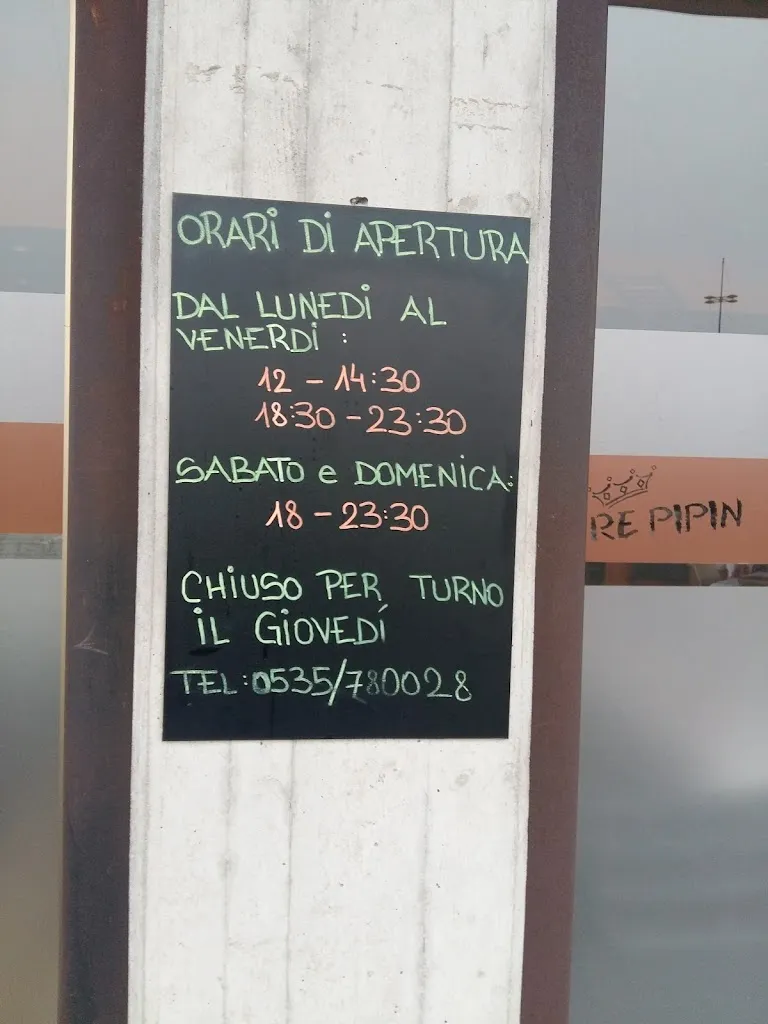 ORARI DI APERTURA
DAL LUNEDÌ AL
VENERDÌ :
12 - 14:30
18:30 - 23:30
SABATO e DOMENICA:
18 - 23:30
CHIUSO PER TURNO
IL GIOVEDÍ
TEL: 0535/780028
RE PIPIN